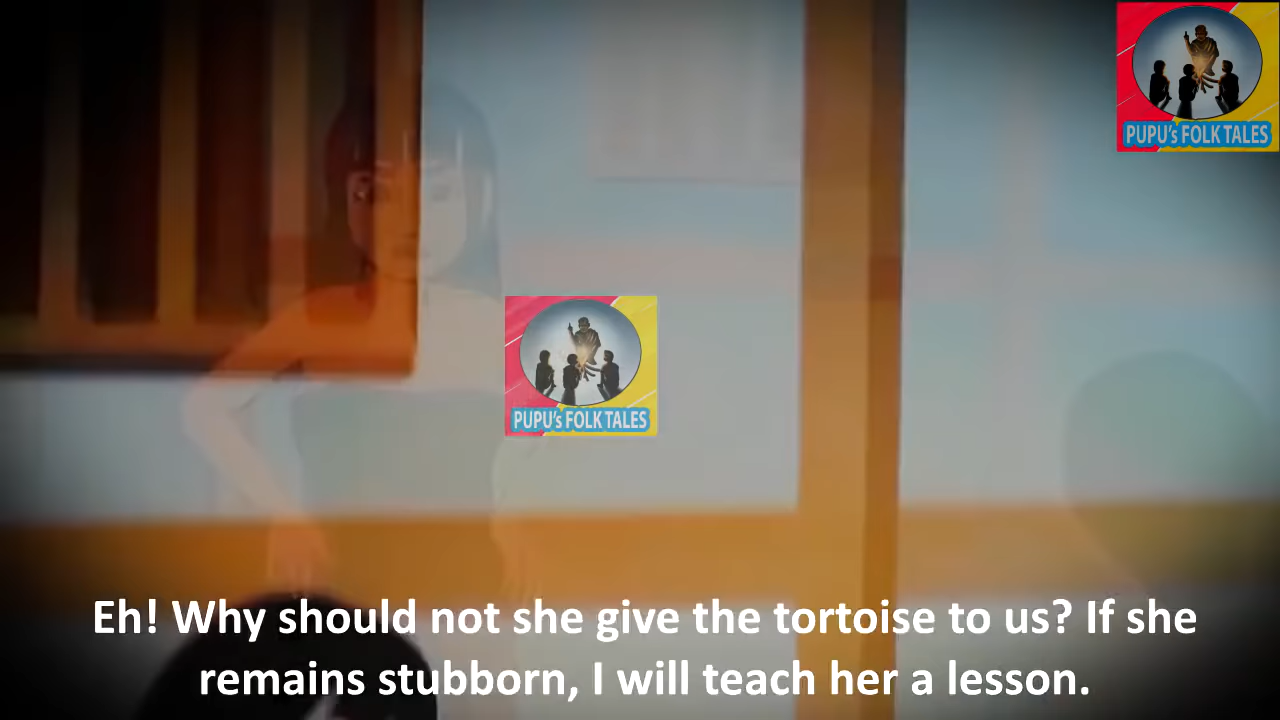 PUPU's FOLK TALES
PUPU's FOLK TALES
Eh! Why should not she give the tortoise to us? If she
remains stubborn, I will teach her a lesson.